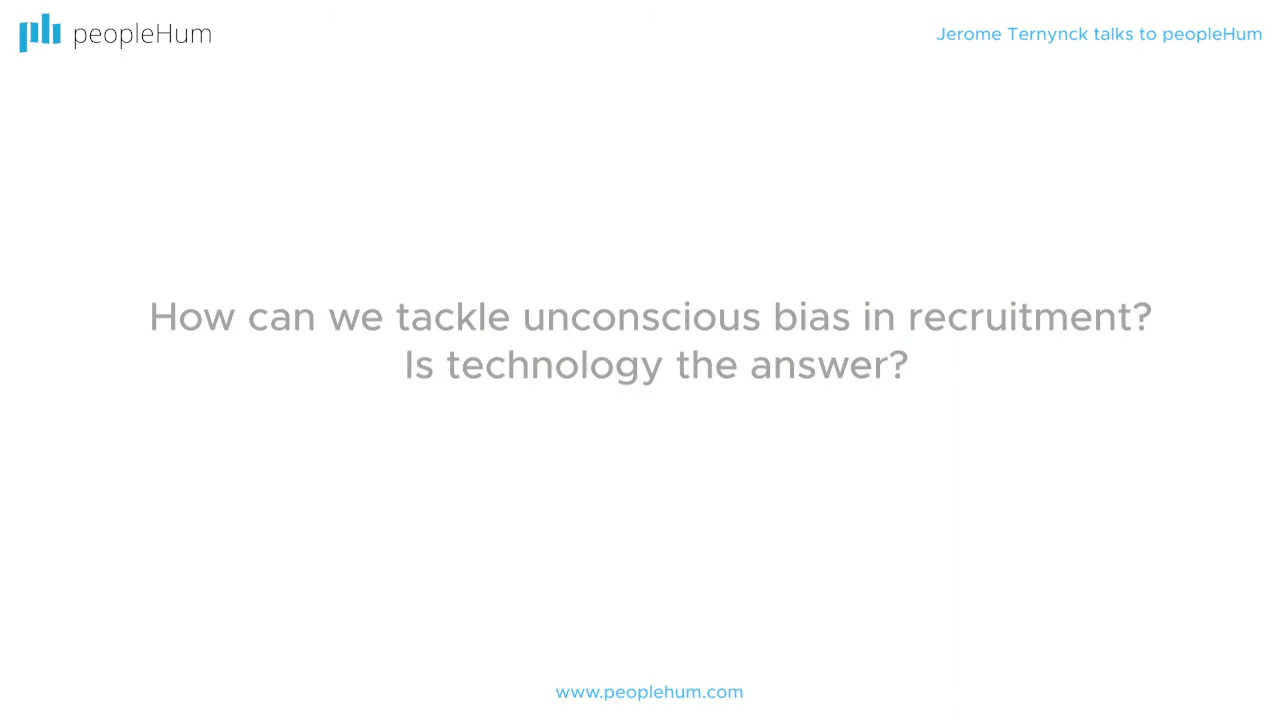 peopleHum
Jerome Ternynck talks to peopleHum
How can we tackle unconscious bias in recruitment?
Is technology the answer?
www.peoplehum.com